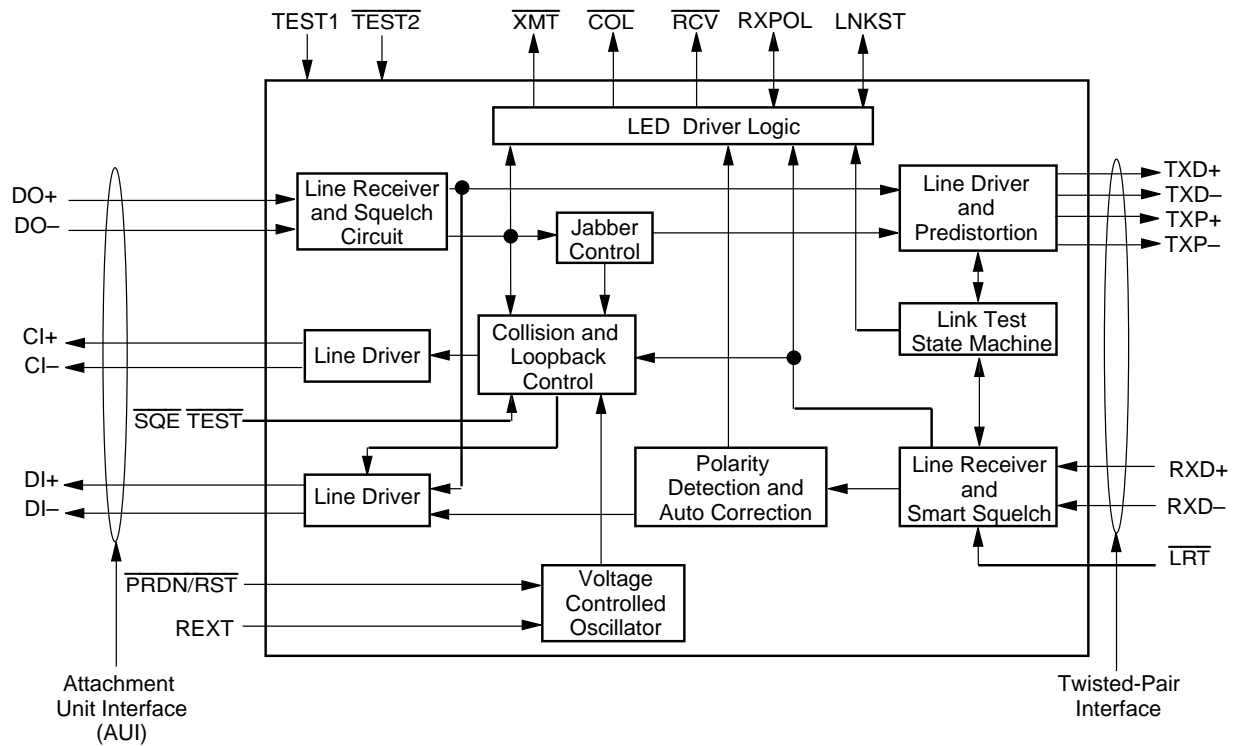 TEST1 TEST2 XMT COL RCV RXPOL LNKST
LED Driver Logic
DO+
DO–
Line Receiver
and Squelch
Circuit
Jabber
Control
Line Driver
and
Predistortion
TXD+
TXD–
TXP+
TXP–
CI+
CI–
Line Driver
Collision and
Loopback
Control
Link Test
State Machine
SQE TEST
DI+
DI–
Line Driver
Polarity
Detection and
Auto Correction
Line Receiver
and
Smart Squelch
RXD+
RXD–
LRT
PRDN/RST
REXT
Voltage
Controlled
Oscillator
Attachment
Unit Interface
(AUI)
Twisted-Pair
Interface